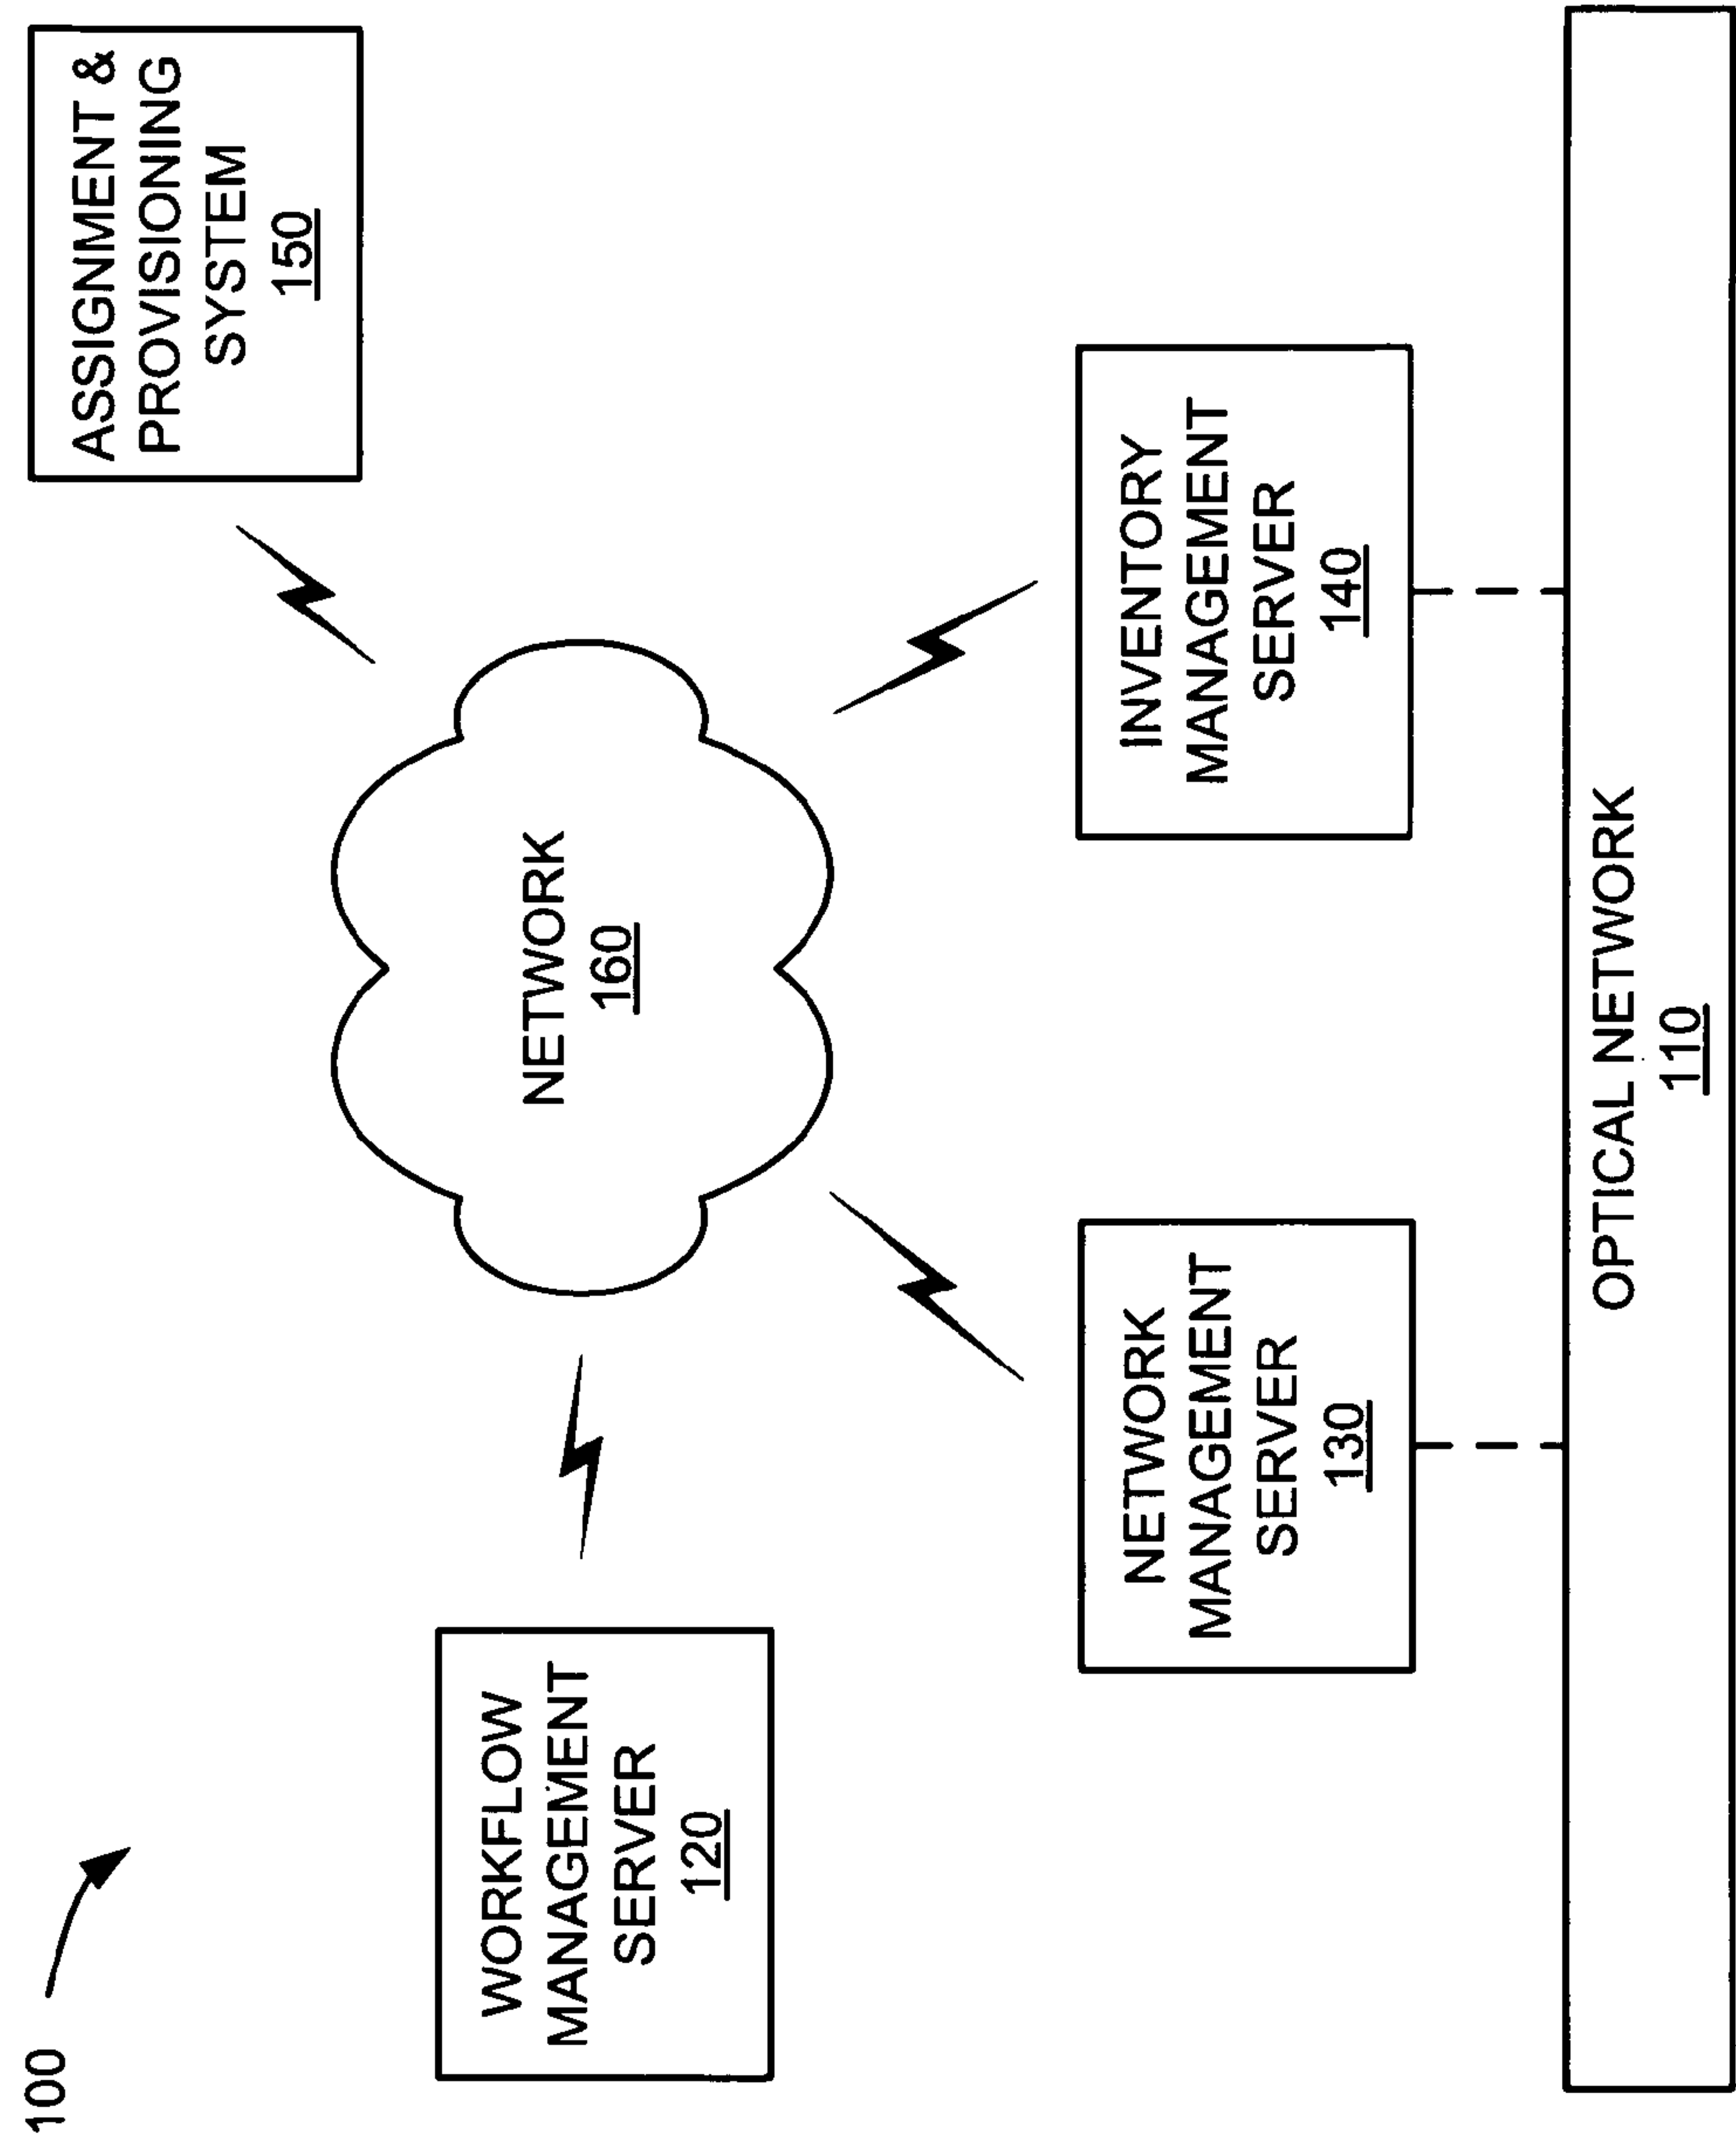 100
ASSIGNMENT &
PROVISIONING
SYSTEM
150
WORKFLOW
MANAGEMENT
SERVER
120
NETWORK
160
NETWORK
MANAGEMENT
SERVER
130
INVENTORY
MANAGEMENT
SERVER
140
OPTICAL NETWORK
110